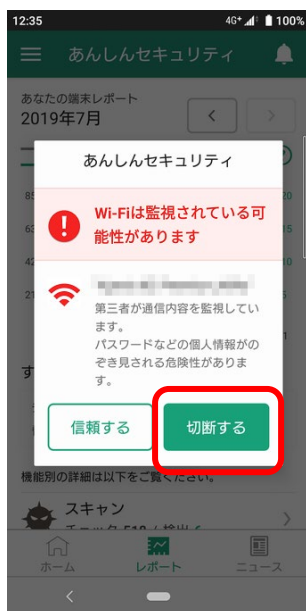 12:35
4G+
100%
あんしんセキュリティ
あなたの端末レポート
2019年7月
あんしんセキュリティ
Wi-Fiは監視されている可
能性があります
第三者が通信内容を監視してい
ます。
パスワードなどの個人情報がの
ぞき見される危険性がありま
す。
信頼する
切断する
機能別の詳細は以下をご覧ください。
スキャン
ホーム
レポート
ニュース